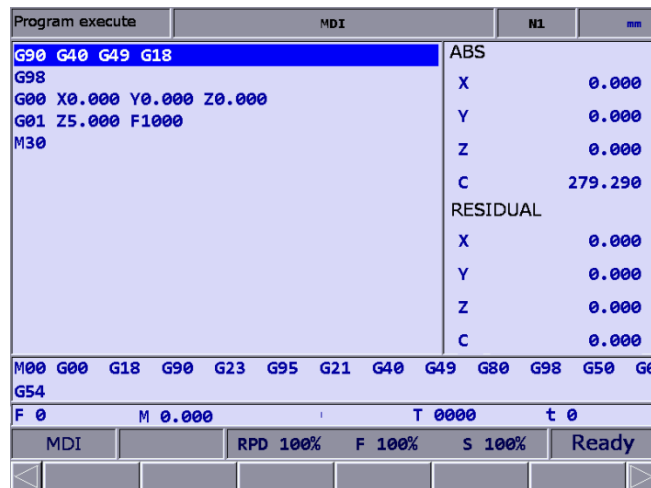 Program execute MDI N1 mm
G90 G40 G49 G18
G98
G00 X0.000 Y0.000 Z0.000
G01 Z5.000 F1000
M30
ABS
X 0.000
Y 0.000
Z 0.000
C 279.290
RESIDUAL
X 0.000
Y 0.000
Z 0.000
C 0.000
M00 G00 G18 G90 G23 G95 G21 G40 G49 G80 G98 G50
G54
F 0 M 0.000 T 0000 t 0
MDI RPD 100% F 100% S 100% Ready